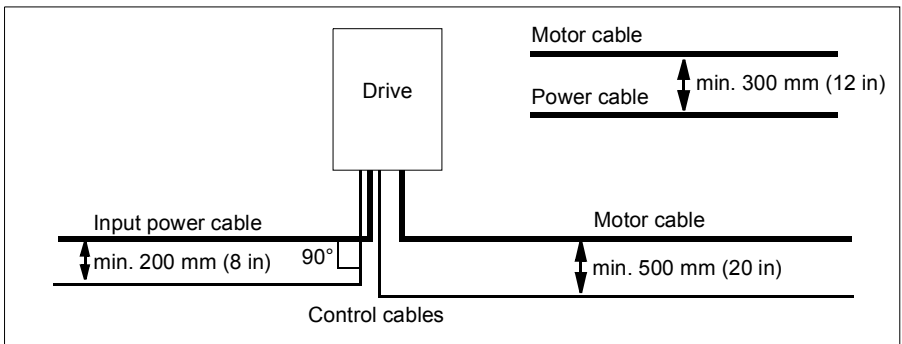 Motor cable
Drive
min. 300 mm (12 in)
Power cable
Input power cable
Motor cable
min. 200 mm (8 in)
90°
min. 500 mm (20 in)
Control cables